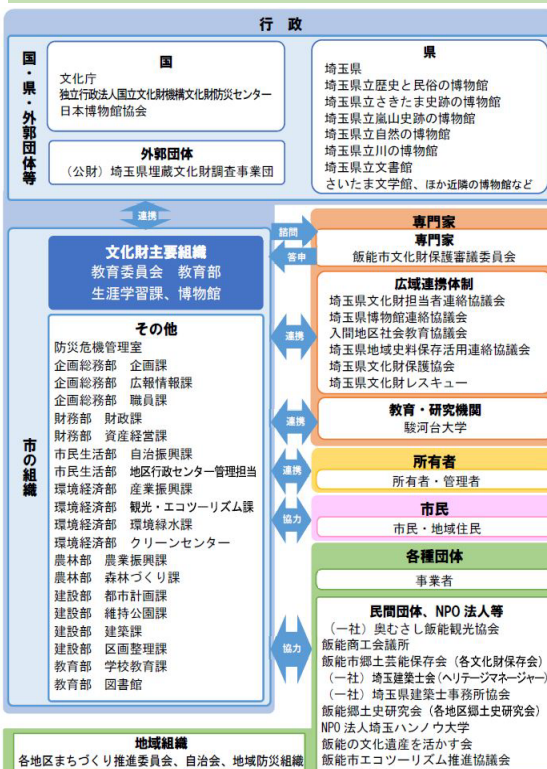 行 政
国・県・外郭団体等
国
文化庁
独立行政法人国立文化財機構文化財防災センター
日本博物館協会
外郭団体
（公財）埼玉県埋蔵文化財調査事業団
県
埼玉県
埼玉県立歴史と民俗の博物館
埼玉県立さきたま史跡の博物館
埼玉県立嵐山史跡の博物館
埼玉県立自然の博物館
埼玉県立川の博物館
埼玉県立文書館
さいたま文学館、ほか近隣の博物館など
連携
市の組織
文化財主要組織
教育委員会 教育部
生涯学習課、博物館
その他
防災危機管理室
企画総務部 企画課
企画総務部 広報情報課
企画総務部 職員課
財務部 財政課
財務部 資産経営課
市民生活部 自治振興課
市民生活部 地区行政センター管理担当
環境経済部 産業振興課
環境経済部 観光・エコツーリズム課
環境経済部 環境緑水課
環境経済部 クリーンセンター
農林部 農業振興課
農林部 森林づくり課
建設部 都市計画課
建設部 維持公園課
建設部 建築課
建設部 区画整理課
教育部 学校教育課
教育部 図書館
諮問
答申
連携
連携
連携
協力
協力
専門家
専門家
飯能市文化財保護審議委員会
広域連携体制
埼玉県文化財担当者連絡協議会
埼玉県博物館連絡協議会
入間地区社会教育協議会
埼玉県地域史料保存活用連絡協議会
埼玉県文化財保護協会
埼玉県文化財レスキュー
教育・研究機関
駿河台大学
所有者
所有者・管理者
市民
市民・地域住民
各種団体
事業者
民間団体、NPO 法人等
（一社）奥むさし飯能観光協会
飯能商工会議所
飯能市郷土芸能保存会（各文化財保存会）
（一社）埼玉建築士会（ヘリテージマネージャー）
（一社）埼玉県建築士事務所協会
飯能郷土史研究会（各地区郷土史研究会）
NPO 法人埼玉ハンノウ大学
飯能の文化遺産を活かす会
飯能市エコツーリズム推進協議会
地域組織
各地区まちづくり推進委員会、自治会、地域防災組織